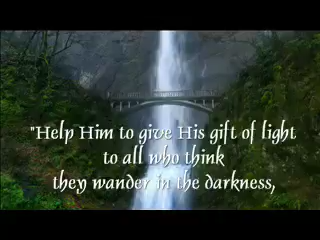 "Help Him to give His gift of light
to all who think
they wander in the darkness,